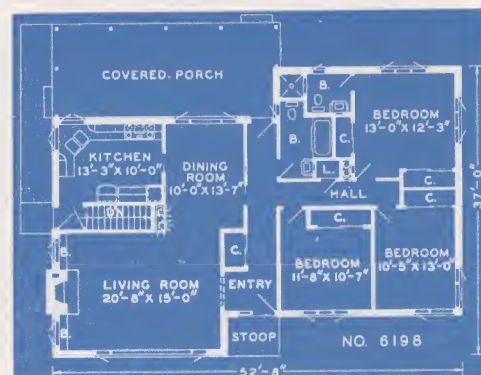 COVERED PORCH
B.
BEDROOM
13'-0" X 12'-3"
KITCHEN
13'-3" X 10'-0"
DINING
ROOM
10'-0" X 13'-7"
B.
C.
L.
HALL
C.
C.
DN
C.
B.
C.
LIVING ROOM
20'-8" X 15'-0"
ENTRY
BEDROOM
11'-8" X 10'-7"
BEDROOM
10'-5" X 13'-0"
B.
STOOP
NO. 6198
52'-8"
37'-0"